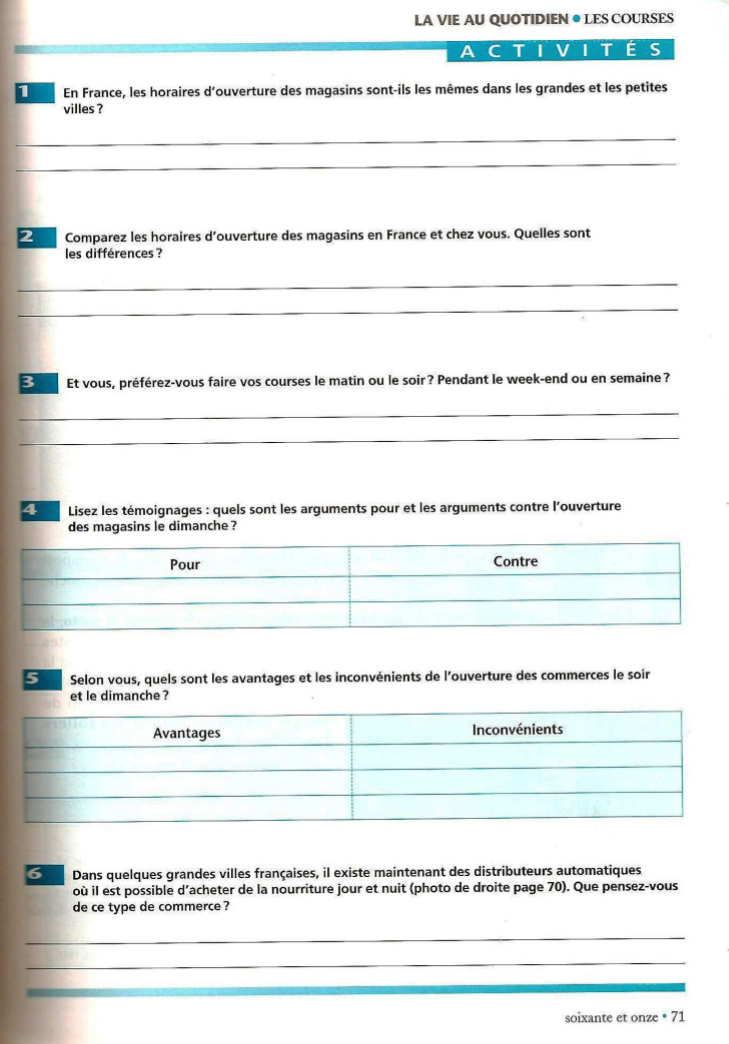 LA VIE AU QUOTIDIEN • LES COURSES
ACTIVITÉS
1 En France, les horaires d'ouverture des magasins sont-ils les mêmes dans les grandes et les petites
villes ?
2 Comparez les horaires d'ouverture des magasins en France et chez vous. Quelles sont
les différences ?
3 Et vous, préférez-vous faire vos courses le matin ou le soir ? Pendant le week-end ou en semaine ?
4 Lisez les témoignages : quels sont les arguments pour et les arguments contre l'ouverture
des magasins le dimanche ?
Pour Contre
5 Selon vous, quels sont les avantages et les inconvénients de l'ouverture des commerces le soir
et le dimanche ?
Avantages Inconvénients
6 Dans quelques grandes villes françaises, il existe maintenant des distributeurs automatiques
où il est possible d'acheter de la nourriture jour et nuit (photo de droite page 70). Que pensez-vous
de ce type de commerce ?
soixante et onze • 71